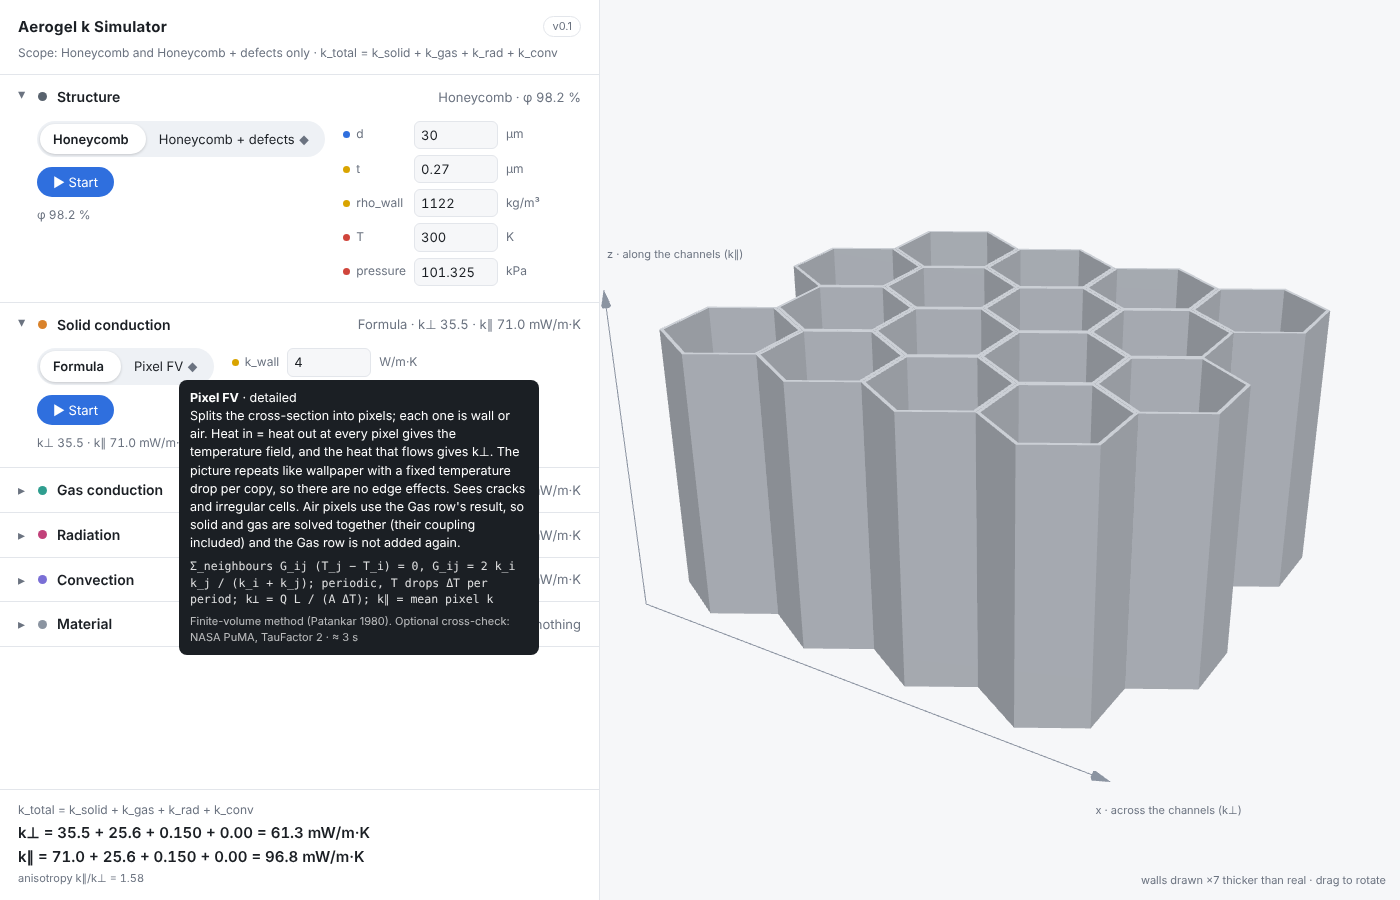 Aerogel k Simulator
v0.1
Scope: Honeycomb and Honeycomb + defects only · k_total = k_solid + k_gas + k_rad + k_conv
▼ Structure
Honeycomb · φ 98.2 %
Honeycomb
Honeycomb + defects ◆
▶ Start
φ 98.2 %
d 30 μm
t 0.27 μm
rho_wall 1122 kg/m³
T 300 K
pressure 101.325 kPa
▼ Solid conduction
Formula · k⊥ 35.5 · k∥ 71.0 mW/m·K
Formula
Pixel FV ◆
k_wall 4 W/m·K
▶ Start
k⊥ 35.5 · k∥ 71.0 mW/m·
Pixel FV · detailed
Splits the cross-section into pixels; each one is wall or
air. Heat in = heat out at every pixel gives the
temperature field, and the heat that flows gives k⊥. The
picture repeats like wallpaper with a fixed temperature
drop per copy, so there are no edge effects. Sees cracks
and irregular cells. Air pixels use the Gas row's result, so
solid and gas are solved together (their coupling
included) and the Gas row is not added again.
Σ_neighbours G_ij (T_j − T_i) = 0, G_ij = 2 k_i
k_j / (k_i + k_j); periodic, T drops ΔT per
period; k⊥ = Q L / (A ΔT); k∥ = mean pixel k
Finite-volume method (Patankar 1980). Optional cross-check:
NASA PuMA, TauFactor 2 · ≈ 3 s
▶ Gas conduction
W/m·K
▶ Radiation
W/m·K
▶ Convection
W/m·K
▶ Material
nothing
k_total = k_solid + k_gas + k_rad + k_conv
k⊥ = 35.5 + 25.6 + 0.150 + 0.00 = 61.3 mW/m·K
k∥ = 71.0 + 25.6 + 0.150 + 0.00 = 96.8 mW/m·K
anisotropy k∥/k⊥ = 1.58
z · along the channels (k∥)
x · across the channels (k⊥)
walls drawn ×7 thicker than real · drag to rotate